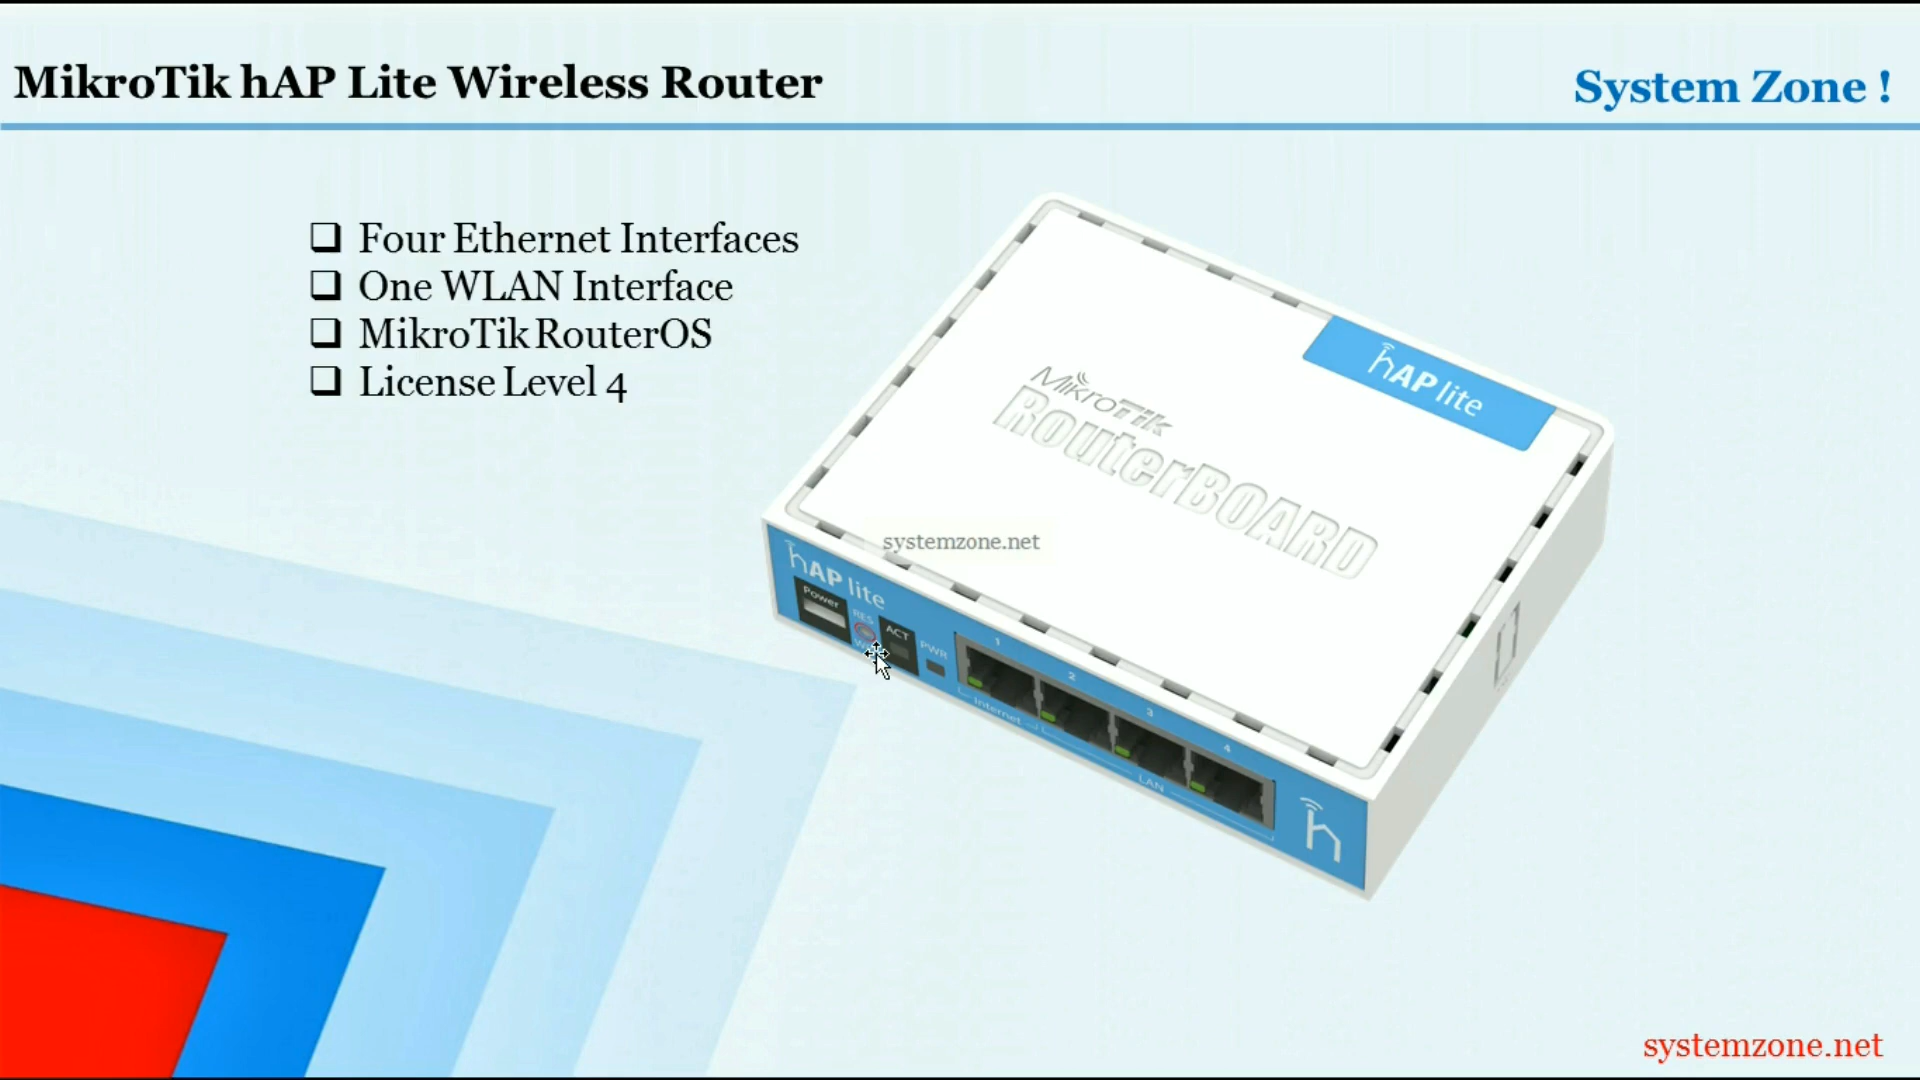 MikroTik hAP Lite Wireless Router
System Zone !
❑ Four Ethernet Interfaces
❑ One WLAN Interface
❑ MikroTik RouterOS
❑ License Level 4
hAP lite
MikroTik
RouterBOARD
systemzone.net
hAP lite
Power
RES
ACT
PWR
1
2
3
4
Internet
LAN
systemzone.net